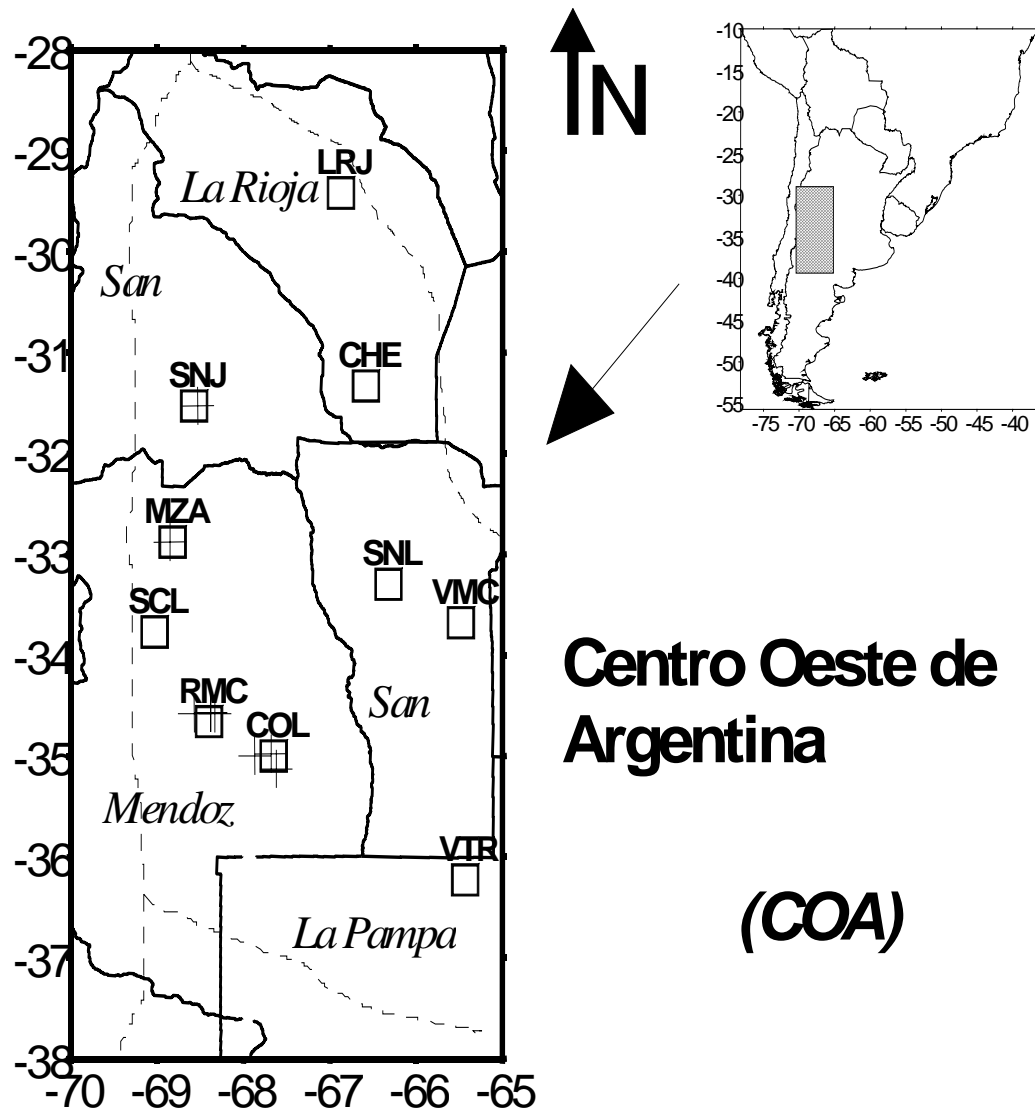 -28
-29
-30
-31
-32
-33
-34
-35
-36
-37
-38
-70 -69 -68 -67 -66 -65
LRJ
La Rioja
San
CHE
SNJ
MZA
SNL
VMC
SCL
RMC
San
COL
Mendoz
VTR
La Pampa
N
-10
-15
-20
-25
-30
-35
-40
-45
-50
-55
-75 -70 -65 -60 -55 -50 -45 -40
Centro Oeste de
Argentina
(COA)